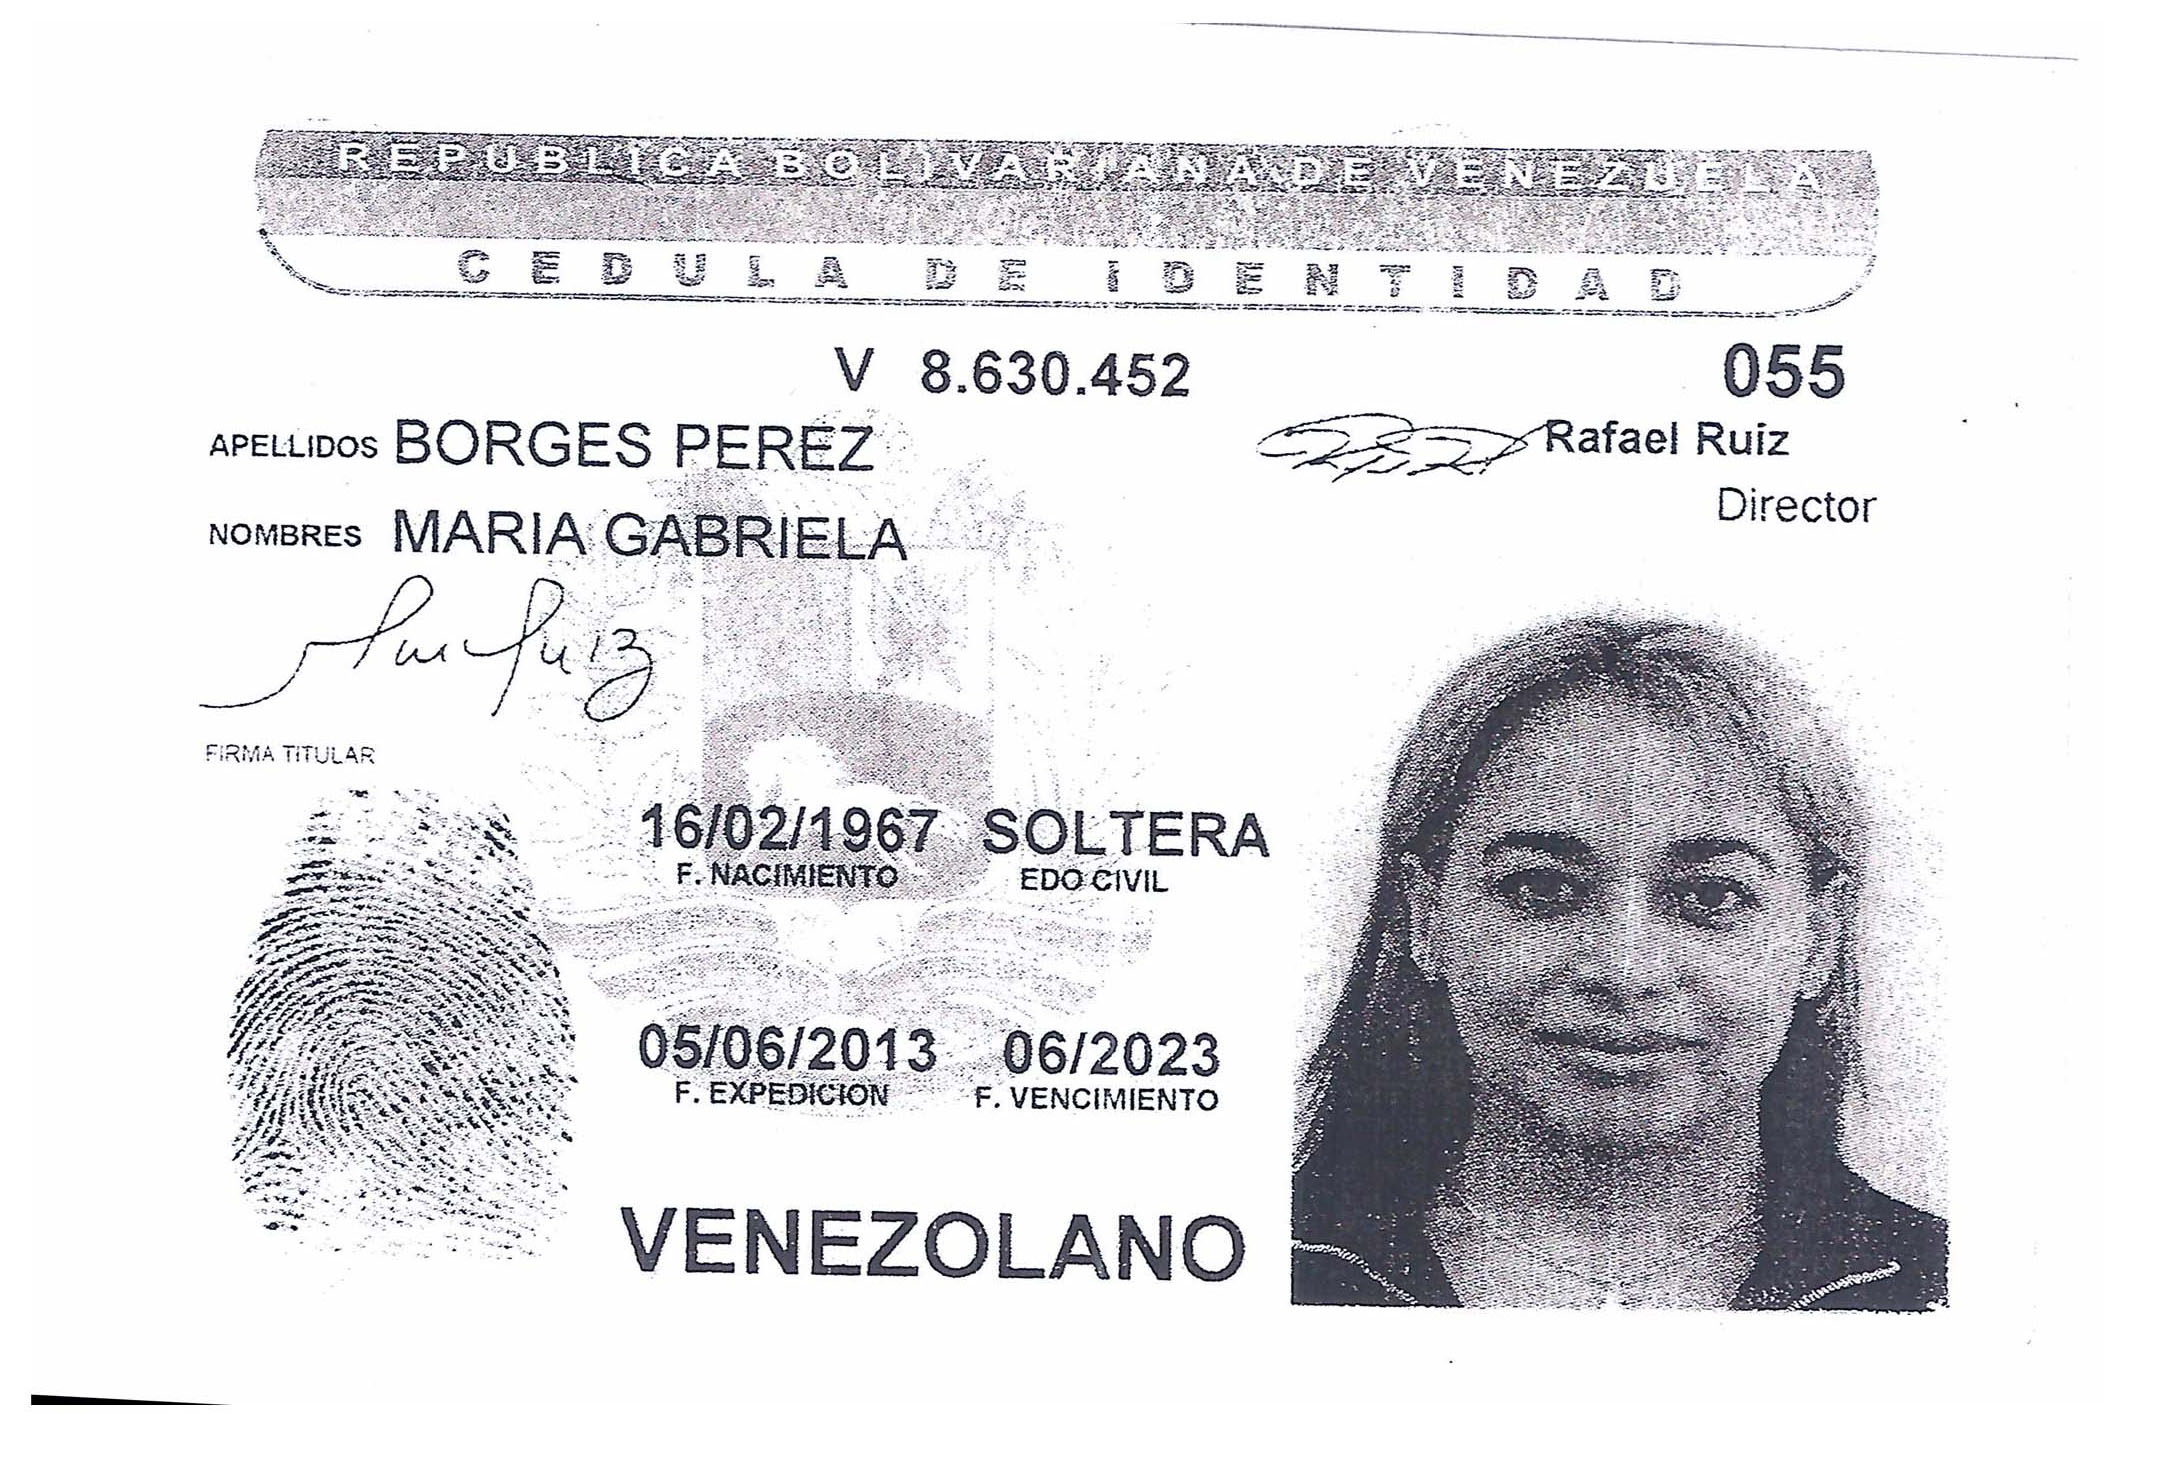 REPUBLICA BOLIVARIANA DE VENEZUELA
CEDULA DE IDENTIDAD
V 8.630.452 055
APELLIDOS BORGES PEREZ
Rafael Ruiz
Director
NOMBRES MARIA GABRIELA
FIRMA TITULAR
16/02/1967 SOLTERA
F. NACIMIENTO EDO CIVIL
05/06/2013 06/2023
F. EXPEDICION F. VENCIMIENTO
VENEZOLANO